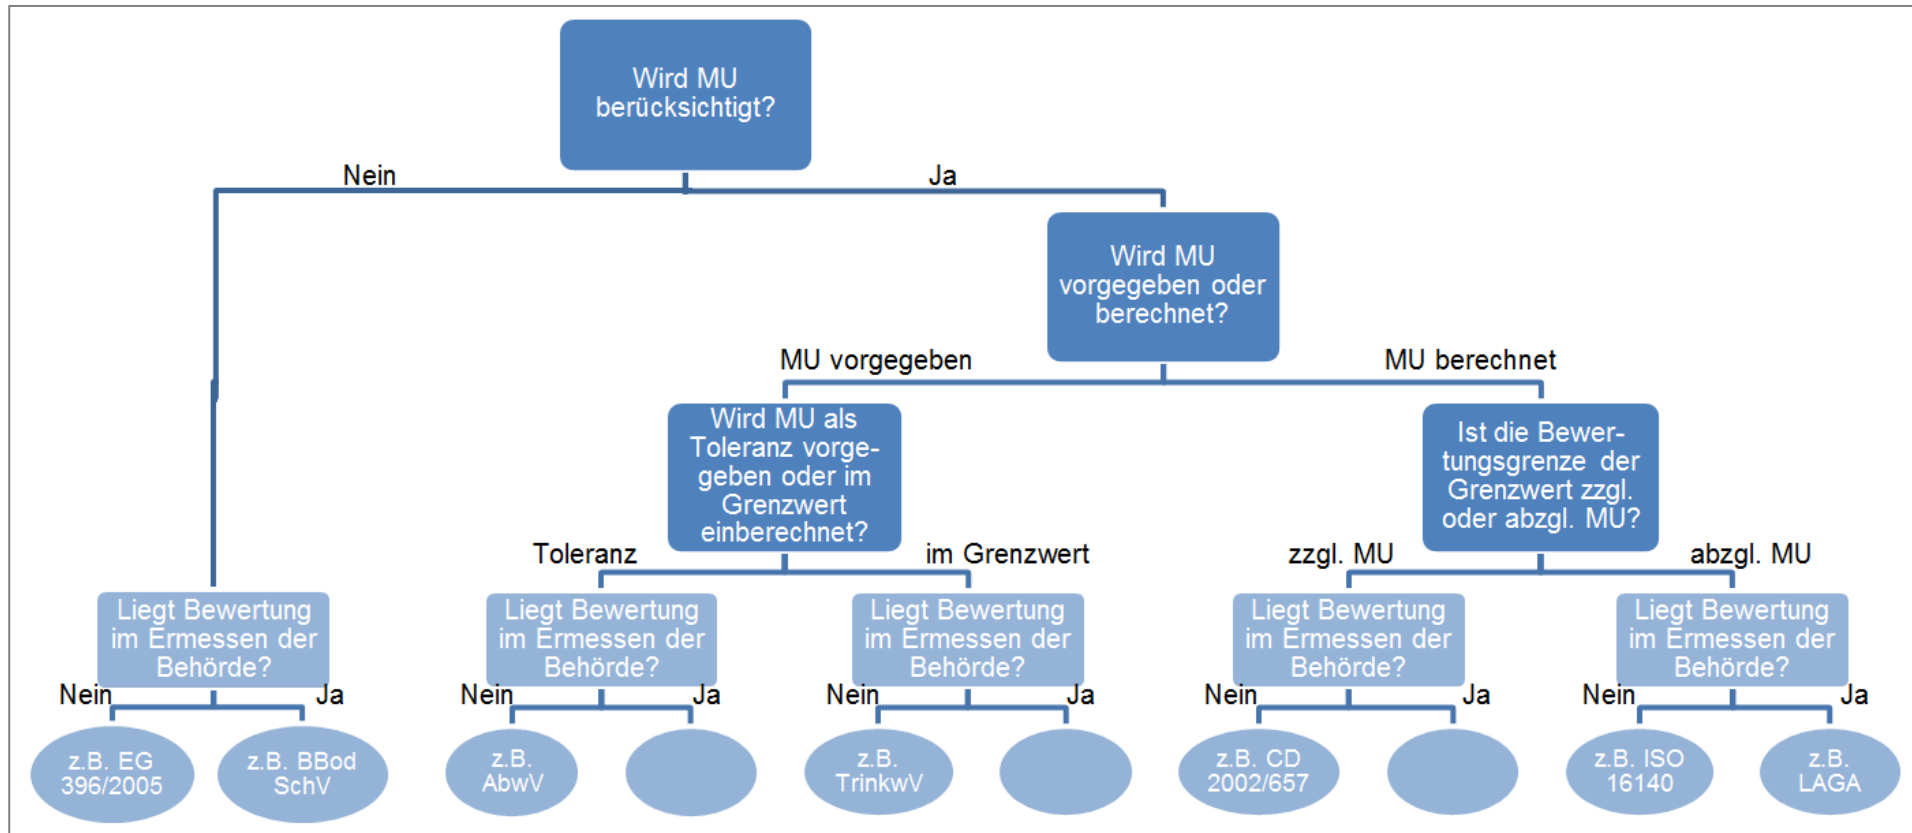 Wird MU
berücksichtigt?
Nein
Ja
Wird MU
vorgegeben oder
berechnet?
MU vorgegeben
MU berechnet
Wird MU als
Toleranz vorge-
geben oder im
Grenzwert
einberechnet?
Ist die Bewer-
tungsgrenze der
Grenzwert zzgl.
oder abzgl. MU?
Toleranz
im Grenzwert
zzgl. MU
abzgl. MU
Liegt Bewertung
im Ermessen der
Behörde?
Liegt Bewertung
im Ermessen der
Behörde?
Liegt Bewertung
im Ermessen der
Behörde?
Liegt Bewertung
im Ermessen der
Behörde?
Liegt Bewertung
im Ermessen der
Behörde?
Nein
Ja
Nein
Ja
Nein
Ja
Nein
Ja
Nein
Ja
z.B. EG
396/2005
z.B. BBod
SchV
z.B.
AbwV
z.B.
TrinkwV
z.B. CD
2002/657
z.B. ISO
16140
z.B.
LAGA